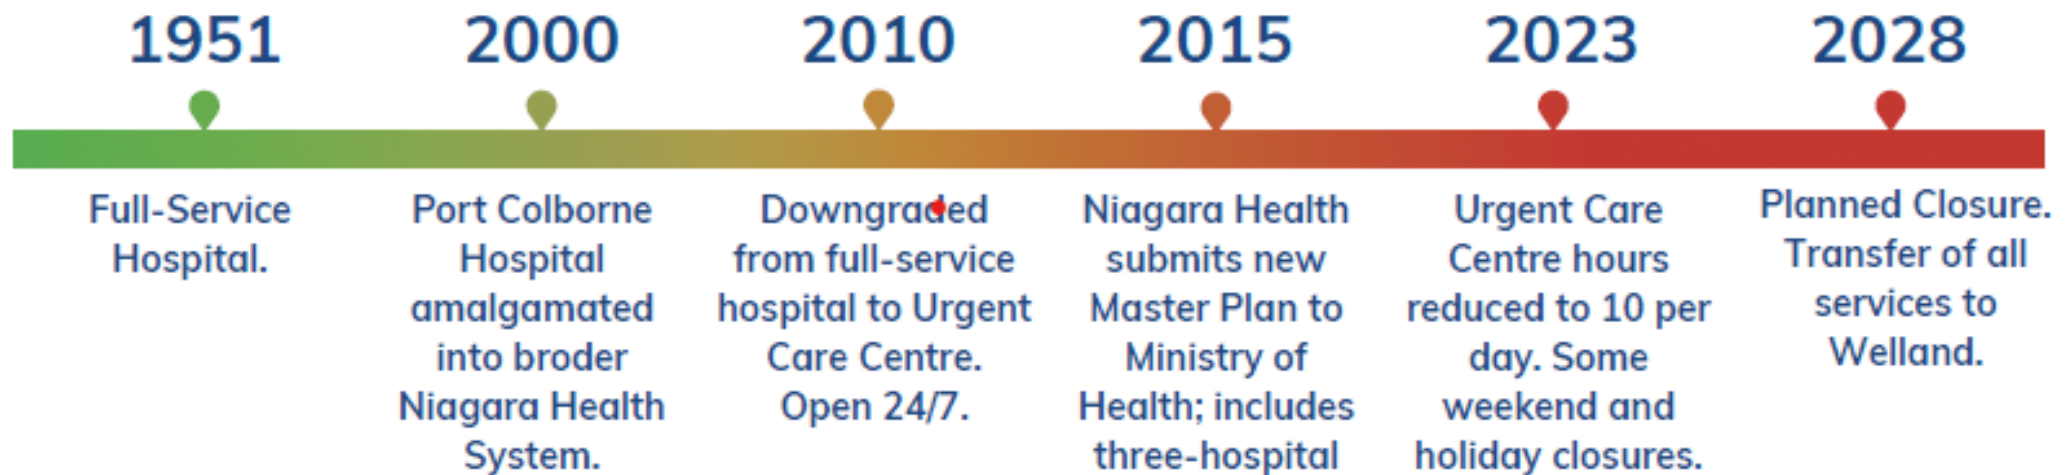 1951
Full-Service
Hospital.
2000
Port Colborne
Hospital
amalgamated
into broder
Niagara Health
System.
2010
Downgraded
from full-service
hospital to Urgent
Care Centre.
Open 24/7.
2015
Niagara Health
submits new
Master Plan to
Ministry of
Health; includes
three-hospital
2023
Urgent Care
Centre hours
reduced to 10 per
day. Some
weekend and
holiday closures.
2028
Planned Closure.
Transfer of all
services to
Welland.